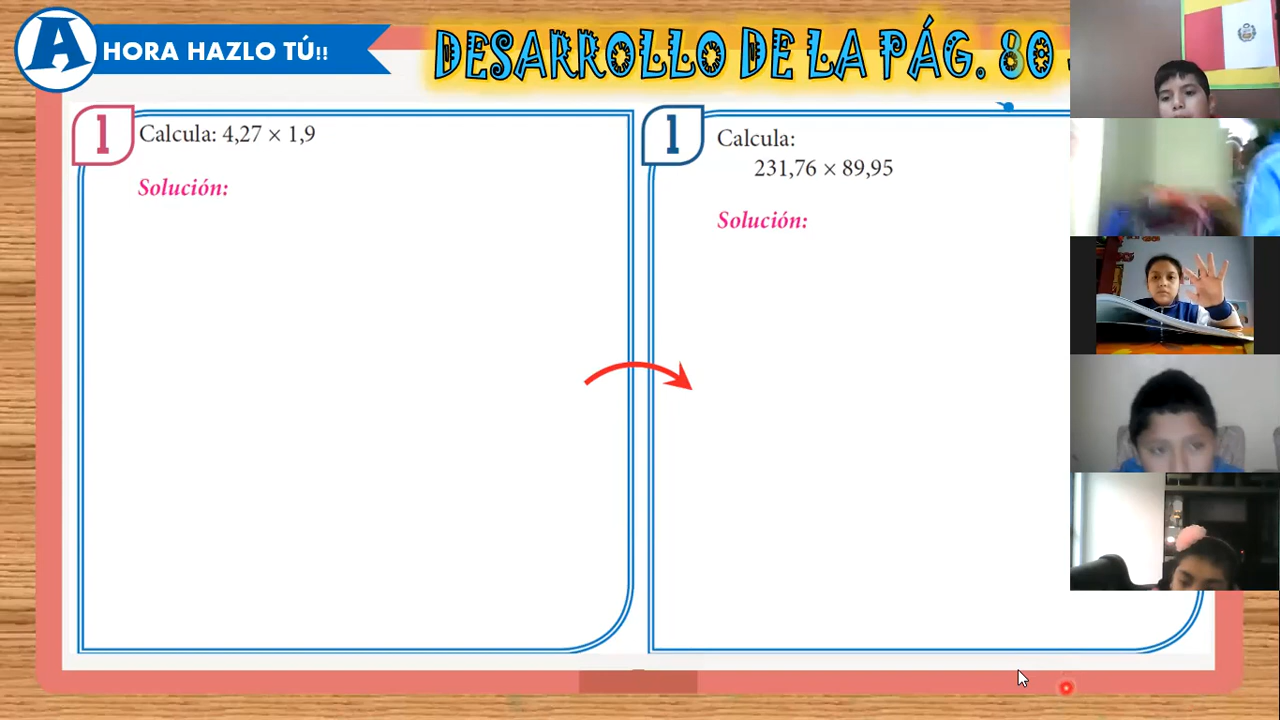 AHORA HAZLO TÚ!!
DESARROLLO DE LA PÁG. 80
1
Calcula: 4,27 × 1,9
Solución:
1
Calcula:
231,76 × 89,95
Solución: